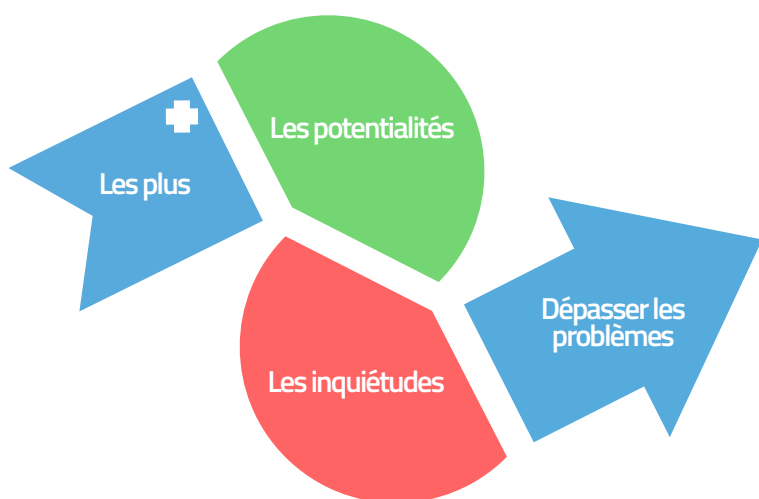 Les potentialités
Les plus
Dépasser les
problèmes
Les inquiétudes